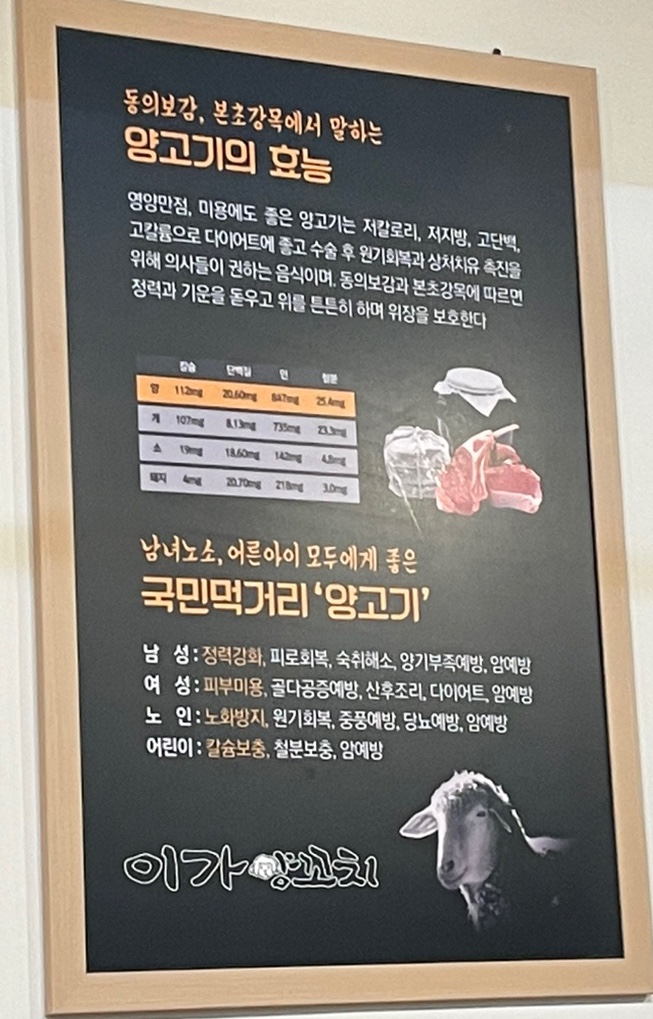 동의보감, 본초강목에서 말하는
양고기의 효능
영양만점, 미용에도 좋은 양고기는 저칼로리, 저지방, 고단백,
고칼륨으로 다이어트에 좋고 수술 후 원기회복과 상처치유 촉진을
위해 의사들이 권하는 음식이며, 동의보감과 본초강목에 따르면
정력과 기운을 돋우고 위를 튼튼히 하며 위장을 보호한다
칼슘 단백질 인 철분
양 112mg 20.60mg 847mg 25.4mg
개 107mg 8.13mg 735mg 23.3mg
소 19mg 18.60mg 142mg 4.8mg
돼지 4mg 20.70mg 218mg 3.0mg
남녀노소, 어른아이 모두에게 좋은
국민먹거리 '양고기'
남 성 : 정력강화, 피로회복, 숙취해소, 양기부족예방, 암예방
여 성 : 피부미용, 골다공증예방, 산후조리, 다이어트, 암예방
노 인 : 노화방지, 원기회복, 중풍예방, 당뇨예방, 암예방
어린이 : 칼슘보충, 철분보충, 암예방
이가양꼬치